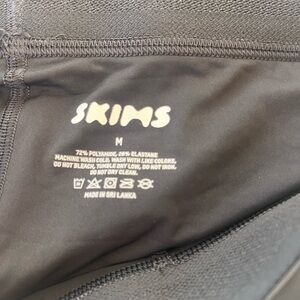 SKIMS
M
72% POLYAMIDE, 28% ELASTANE
MACHINE WASH COLD. WASH WITH LIKE COLORS.
DO NOT BLEACH. TUMBLE DRY LOW. DO NOT IRON.
DO NOT DRY CLEAN.
MADE IN SRI LANKA